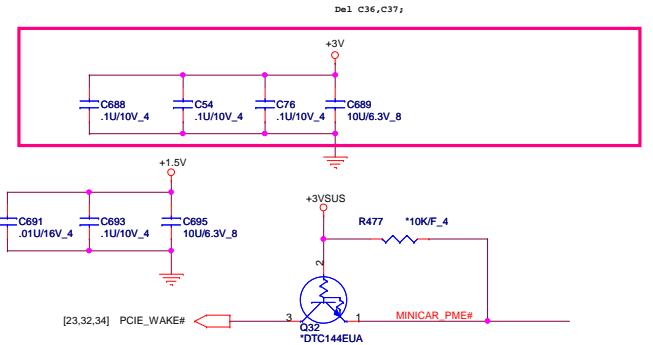 Del C36,C37;
+3V
C688
.1U/10V_4
C54
.1U/10V_4
C76
.1U/10V_4
C689
10U/6.3V_8
+1.5V
C691
.01U/16V_4
C693
.1U/10V_4
C695
10U/6.3V_8
+3VSUS
R477 *10K/F_4
2
[23,32,34] PCIE_WAKE# 3 1 MINICAR_PME#
Q32
*DTC144EUA